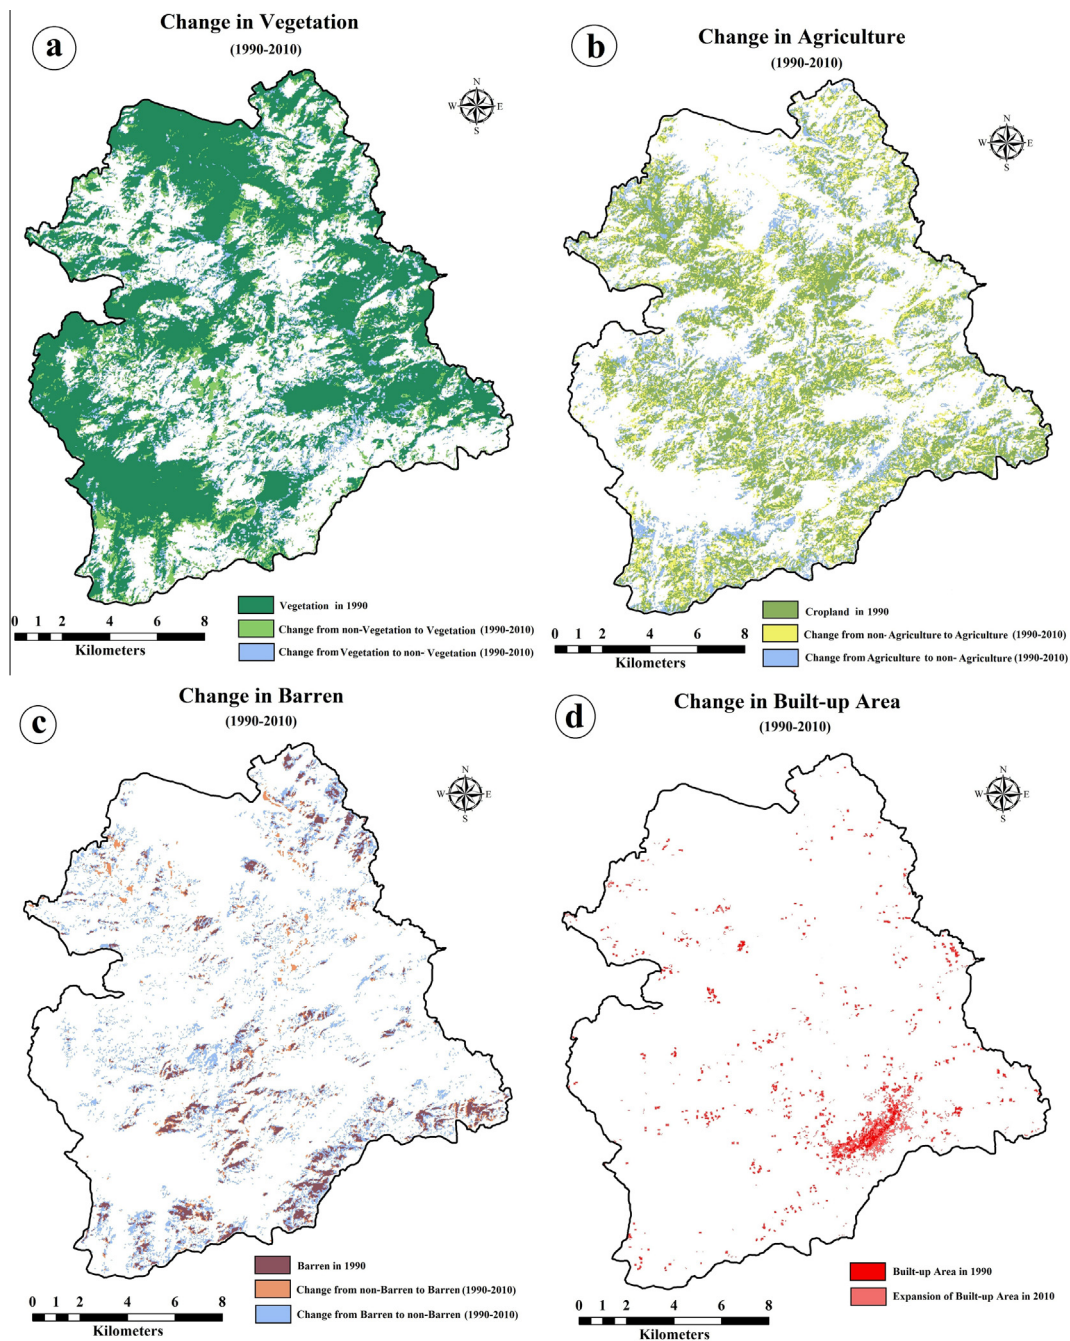 a
Change in Vegetation
(1990-2010)
N
W E
S
Vegetation in 1990
Change from non-Vegetation to Vegetation (1990-2010)
Change from Vegetation to non- Vegetation (1990-2010)
0 1 2 4 6 8
Kilometers
b
Change in Agriculture
(1990-2010)
N
W E
S
Cropland in 1990
Change from non-Agriculture to Agriculture (1990-2010)
Change from Agriculture to non- Agriculture (1990-2010)
0 1 2 4 6 8
Kilometers
c
Change in Barren
(1990-2010)
N
W E
S
Barren in 1990
Change from non-Barren to Barren (1990-2010)
Change from Barren to non-Barren (1990-2010)
0 1 2 4 6 8
Kilometers
d
Change in Built-up Area
(1990-2010)
N
W E
S
Built-up Area in 1990
Expansion of Built-up Area in 2010
0 1 2 4 6 8
Kilometers